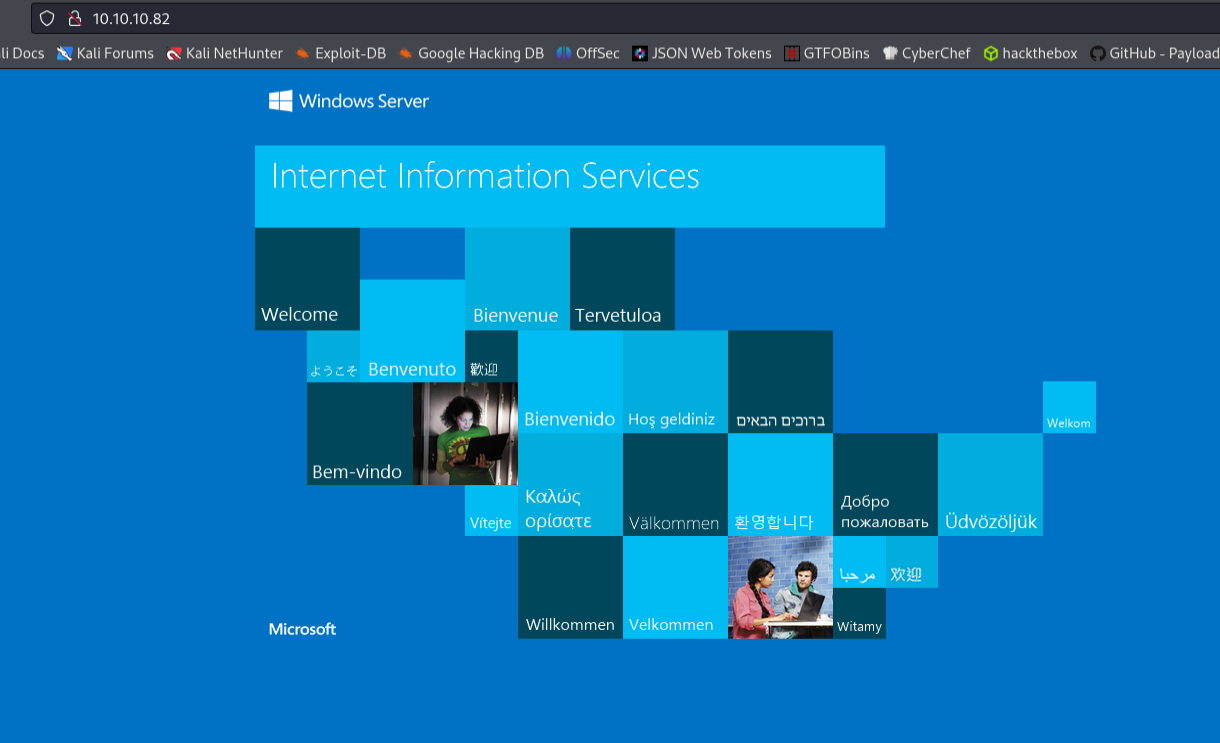 10.10.10.82
li Docs Kali Forums Kali NetHunter Exploit-DB Google Hacking DB OffSec JSON Web Tokens GTFOBins CyberChef hackthebox GitHub - Payload
Windows Server
Internet Information Services
Welcome
Bienvenue
Tervetuloa
ようこそ
Benvenuto
歡迎
Bienvenido
Hoş geldiniz
ברוכים הבאים
Welkom
Bem-vindo
Vítejte
Καλώς
ορίσατε
Välkommen
환영합니다
Добро
пожаловать
Üdvözöljük
مرحبا
欢迎
Microsoft
Willkommen
Velkommen
Witamy